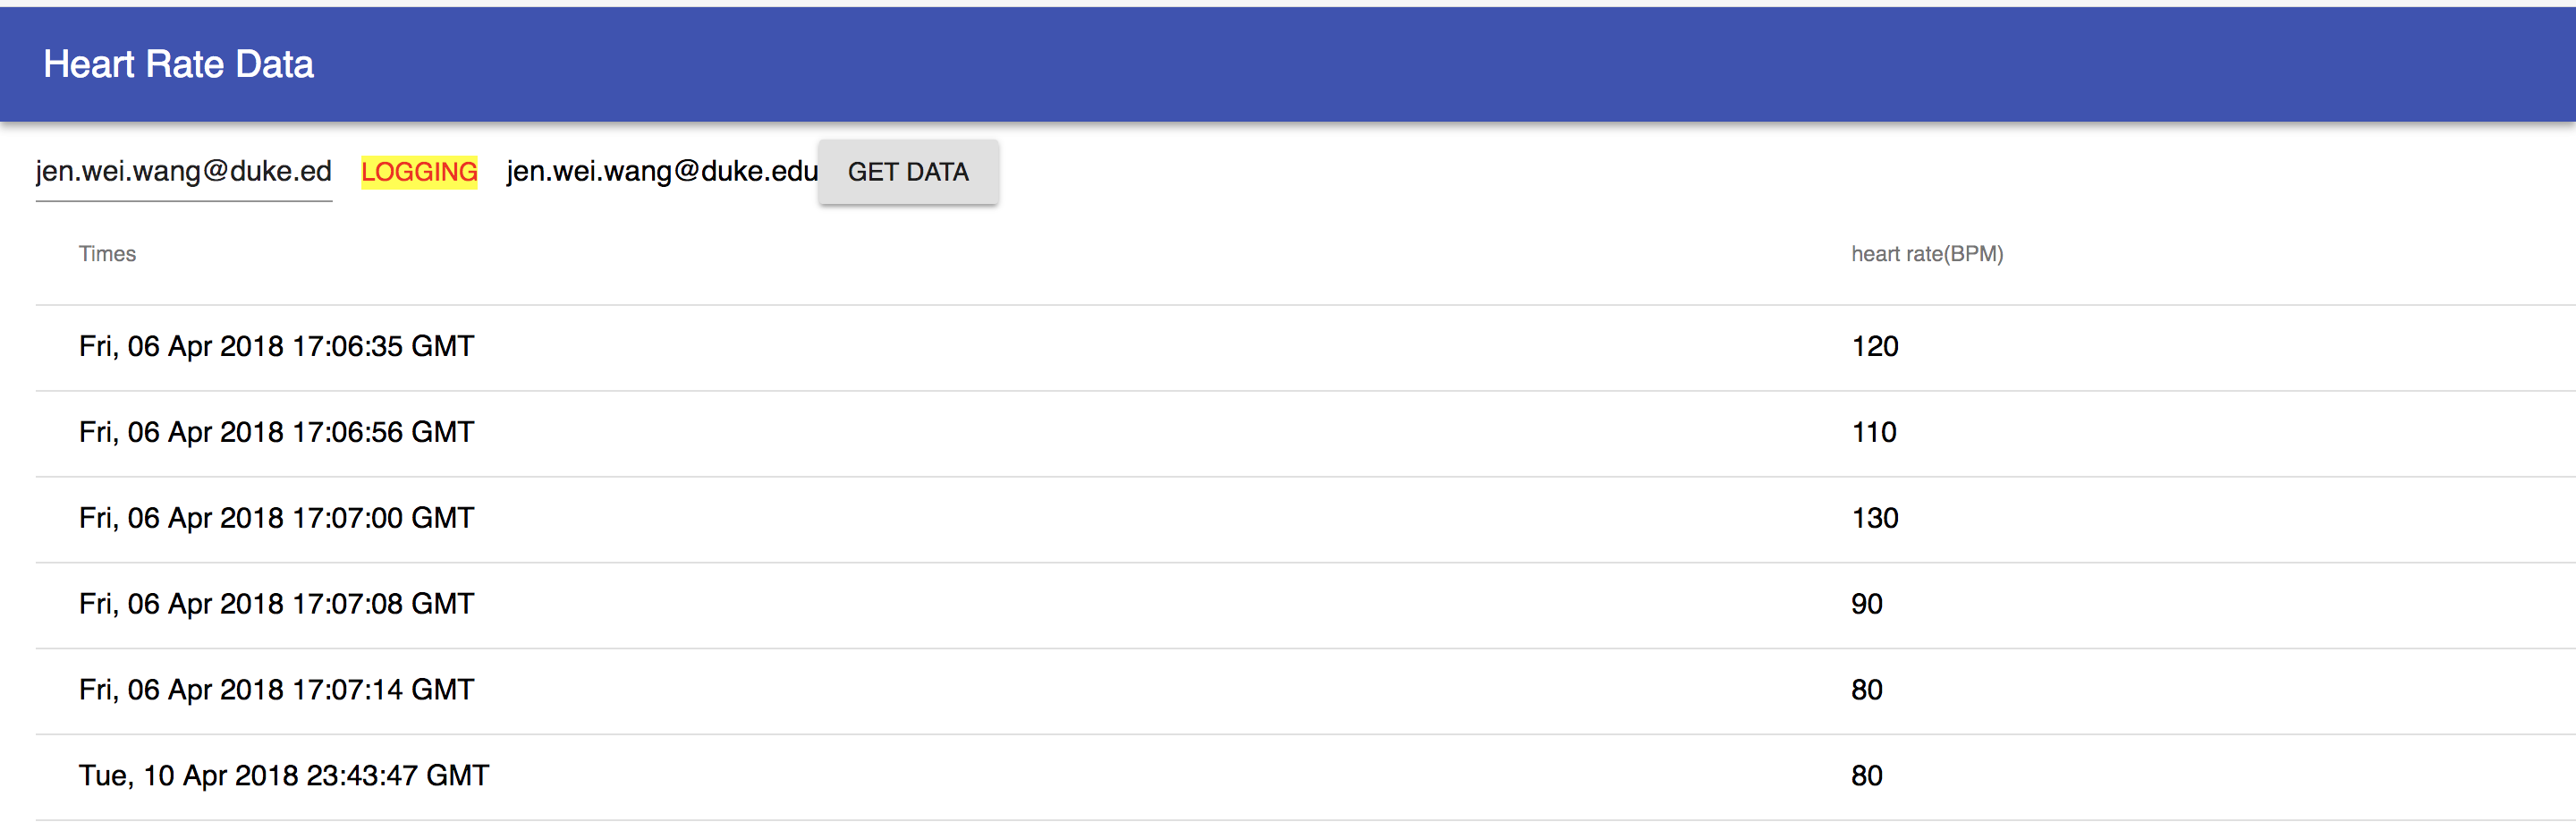 Heart Rate Data
jen.wei.wang@duke.ed LOGGING jen.wei.wang@duke.edu GET DATA
Times heart rate(BPM)
Fri, 06 Apr 2018 17:06:35 GMT 120
Fri, 06 Apr 2018 17:06:56 GMT 110
Fri, 06 Apr 2018 17:07:00 GMT 130
Fri, 06 Apr 2018 17:07:08 GMT 90
Fri, 06 Apr 2018 17:07:14 GMT 80
Tue, 10 Apr 2018 23:43:47 GMT 80